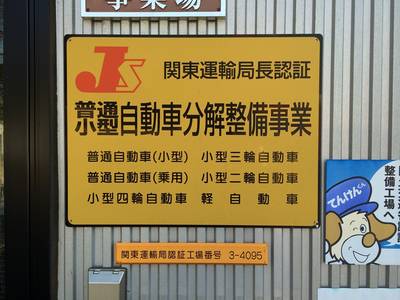 事業場
JS 関東運輸局長認証
普通小型自動車分解整備事業
普通自動車(小型) 小型三輪自動車
普通自動車(乗用) 小型二輪自動車
小型四輪自動車 軽自動車
関東運輸局認証工場番号 3-4095
整備工場へ
てんけんくん